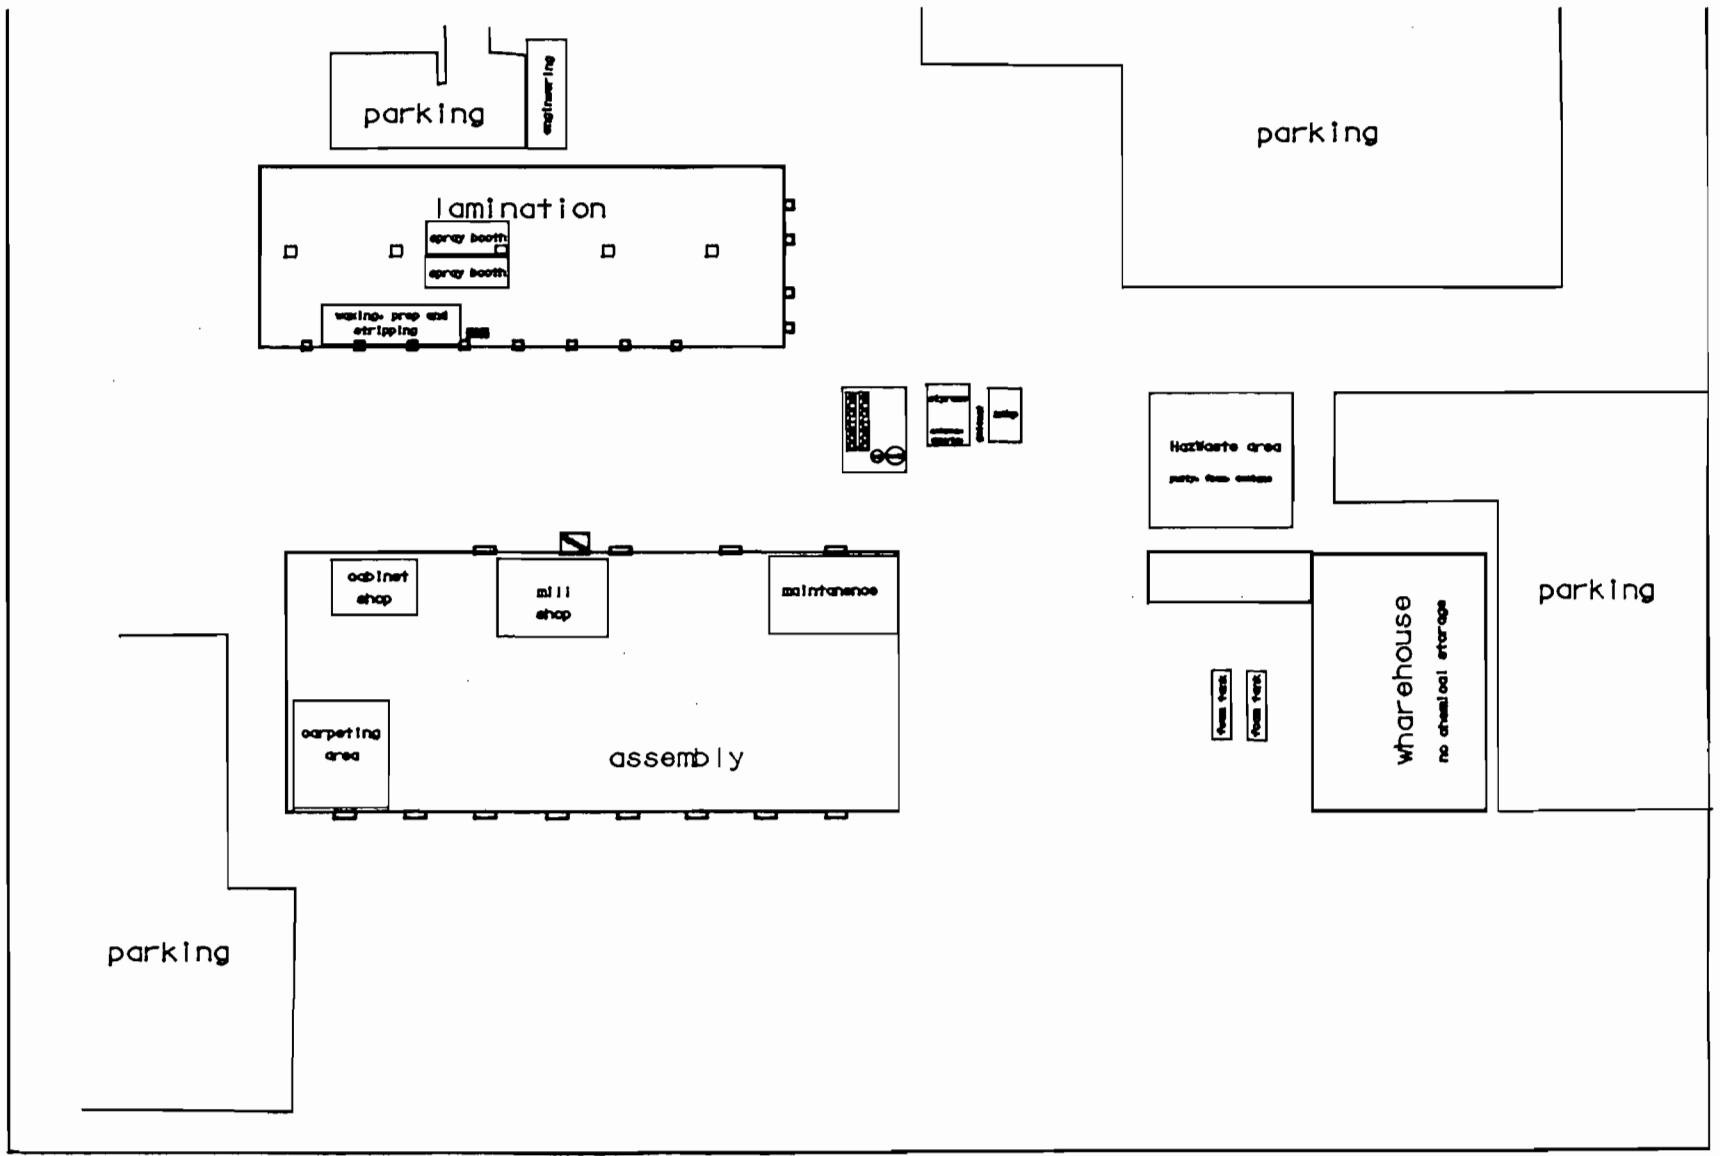 engineering
parking
parking
lamination
spray booth
spray booth
waxing, prep and
stripping
HazWaste area
cabinet
shop
mill
shop
maintanence
parking
wharehouse
no chemical storage
foam tank
foam tank
carpeting
area
assembly
parking